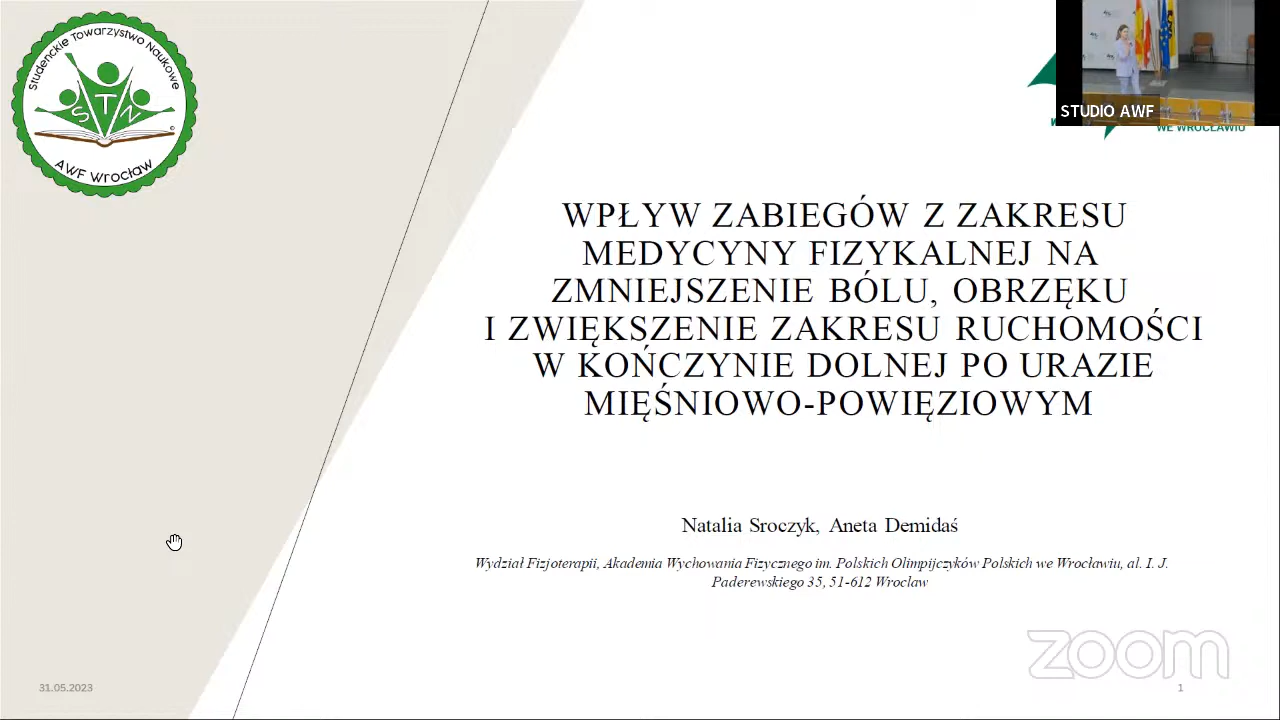 Studenckie Towarzystwo Naukowe
STN
AWF Wrocław
STUDIO AWF
WE WROCŁAWIU
WPŁYW ZABIEGÓW Z ZAKRESU
MEDYCYNY FIZYKALNEJ NA
ZMNIEJSZENIE BÓLU, OBRZĘKU
I ZWIĘKSZENIE ZAKRESU RUCHOMOŚCI
W KOŃCZYNIE DOLNEJ PO URAZIE
MIĘŚNIOWO-POWIĘZIOWYM
Natalia Sroczyk, Aneta Demidaś
Wydział Fizjoterapii, Akademia Wychowania Fizycznego im. Polskich Olimpijczyków Polskich we Wrocławiu, al. I. J.
Paderewskiego 35, 51-612 Wroclaw
zoom
31.05.2023
1